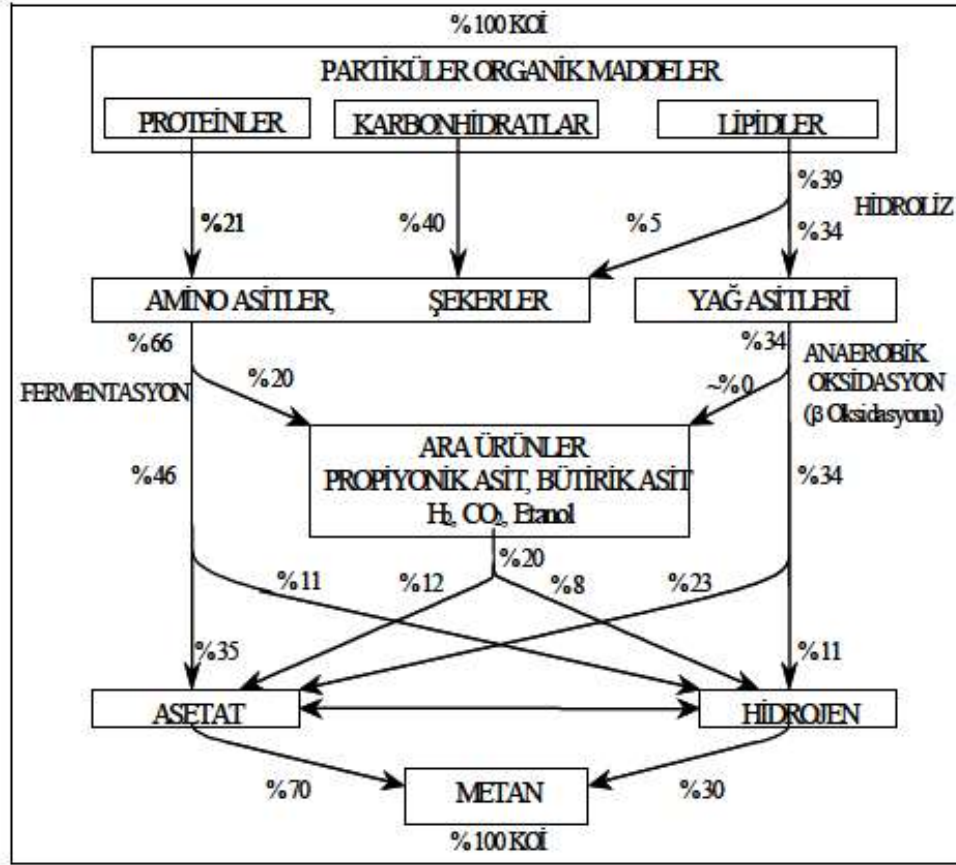 %100 KOİ
PARTİKÜLER ORGANİK MADDELER
PROTEİNLER
KARBONHİDRATLAR
LİPİDLER
%39
HİDROLİZ
%21
%40
%5
%34
AMİNO ASİTLER,
ŞEKERLER
YAĞ ASİTLERİ
%66
%34
ANAEROBİK
OKSİDASYON
(β Oksidasyonu)
FERMENTASYON
%20
~%0
ARA ÜRÜNLER
PROPİYONİK ASİT, BÜTİRİK ASİT
H₂, CO₂, Etanol
%46
%34
%20
%11
%12
%8
%23
%35
%11
ASETAT
HİDROJEN
%70
METAN
%30
%100 KOİ